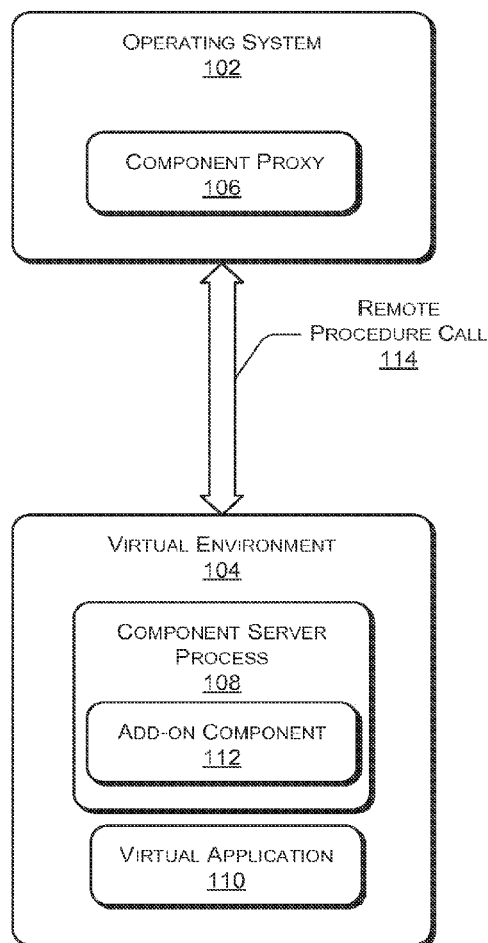 OPERATING SYSTEM
102
COMPONENT PROXY
106
REMOTE
PROCEDURE CALL
114
VIRTUAL ENVIRONMENT
104
COMPONENT SERVER
PROCESS
108
ADD-ON COMPONENT
112
VIRTUAL APPLICATION
110